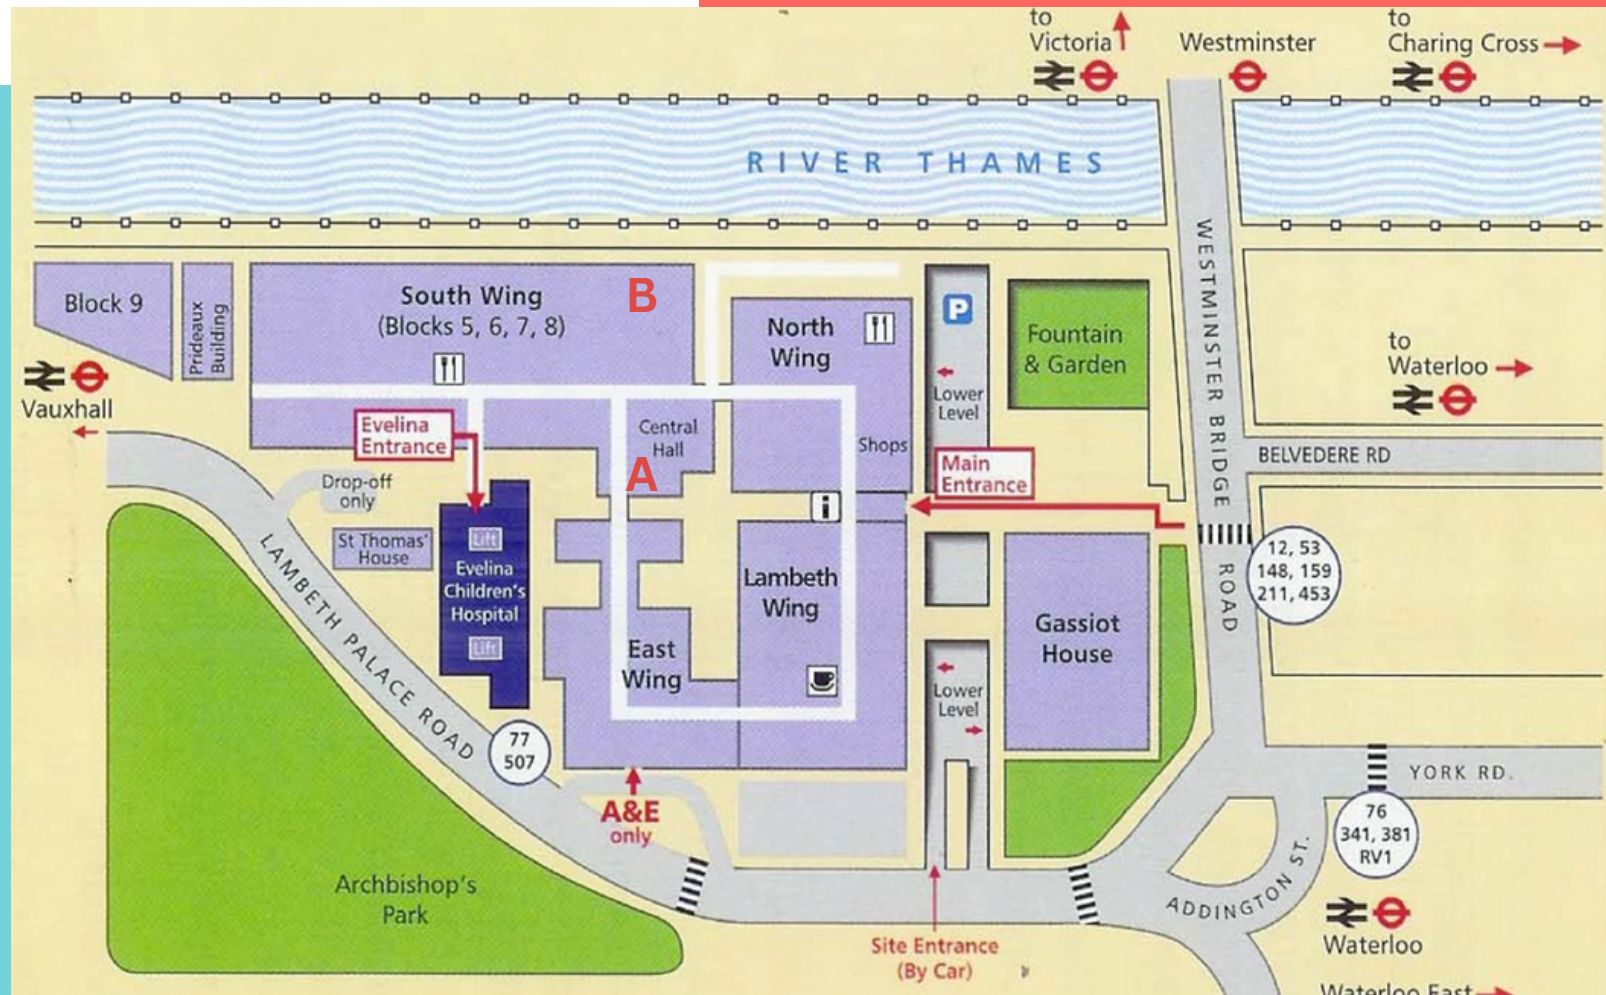 to
Victoria
Westminster
to
Charing Cross
RIVER THAMES
Block 9
Prideaux
Building
South Wing
(Blocks 5, 6, 7, 8)
B
North
Wing
P
Fountain
& Garden
WESTMINSTER BRIDGE ROAD
to
Waterloo
Vauxhall
Lower
Level
Evelina
Entrance
Central
Hall
Shops
BELVEDERE RD
Main
Entrance
A
Drop-off
only
i
St Thomas'
House
Lift
Evelina
Children's
Hospital
Lift
Lambeth
Wing
12, 53
148, 159
211, 453
LAMBETH PALACE ROAD
East
Wing
Gassiot
House
Lower
Level
77
507
YORK RD.
A&E
only
76
341, 381
RV1
ADDINGTON ST.
Archbishop's
Park
Site Entrance
(By Car)
Waterloo
Waterloo East